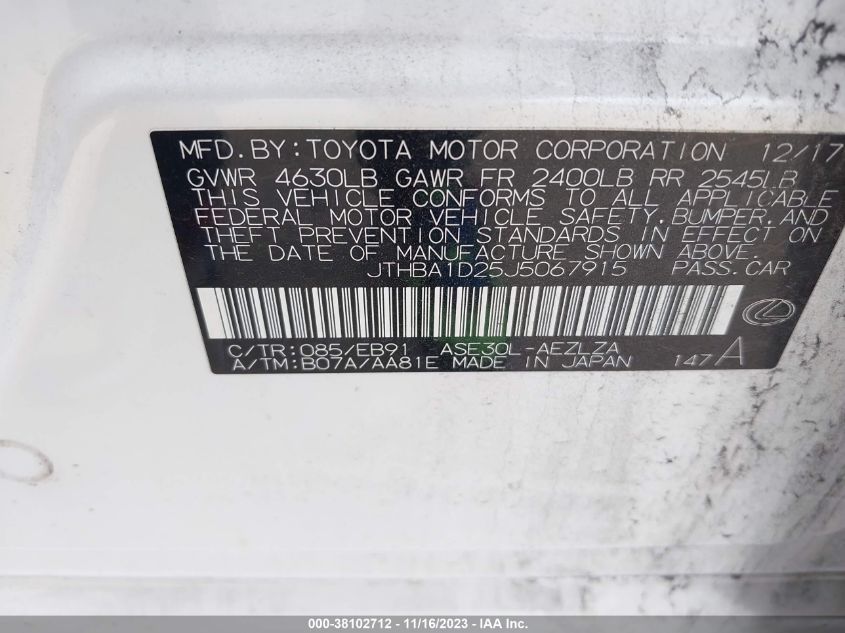 MFD.BY:TOYOTA MOTOR CORPORATION 12/17
GVWR 4630LB GAWR FR 2400LB RR 2545LB
THIS VEHICLE CONFORMS TO ALL APPLICABLE
FEDERAL MOTOR VEHICLE SAFETY,BUMPER,AND
THEFT PREVENTION STANDARDS IN EFFECT ON
THE DATE OF MANUFACTURE SHOWN ABOVE.
JTHBA1D25J5067915 PASS.CAR
C/TR:085/EB91 ASE30L-AEZLZA
A/TM:B07A/AA81E MADE IN JAPAN 147 A
000-38102712 - 11/16/2023 - IAA Inc.